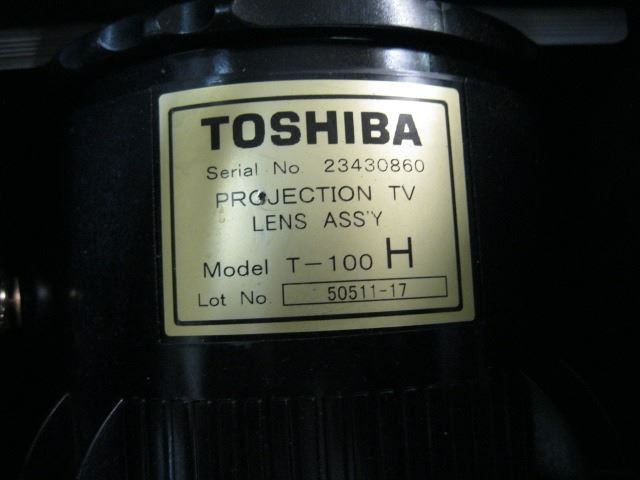 TOSHIBA
Serial No. 23430860
PROJECTION TV
LENS ASS'Y
Model T-100 H
Lot No. 50511-17